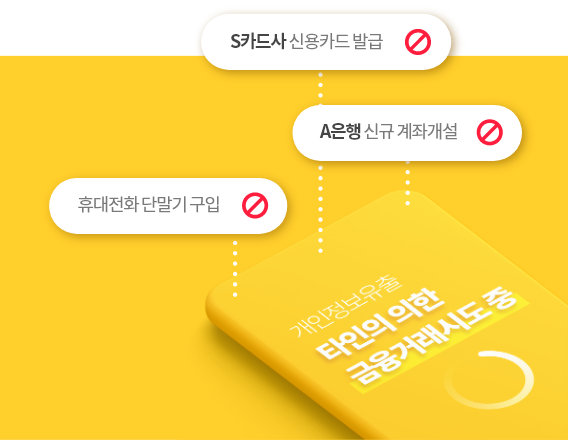 S카드사 신용카드 발급
A은행 신규 계좌개설
휴대전화 단말기 구입
개인정보유출
타인의 의한
금융거래시도 중